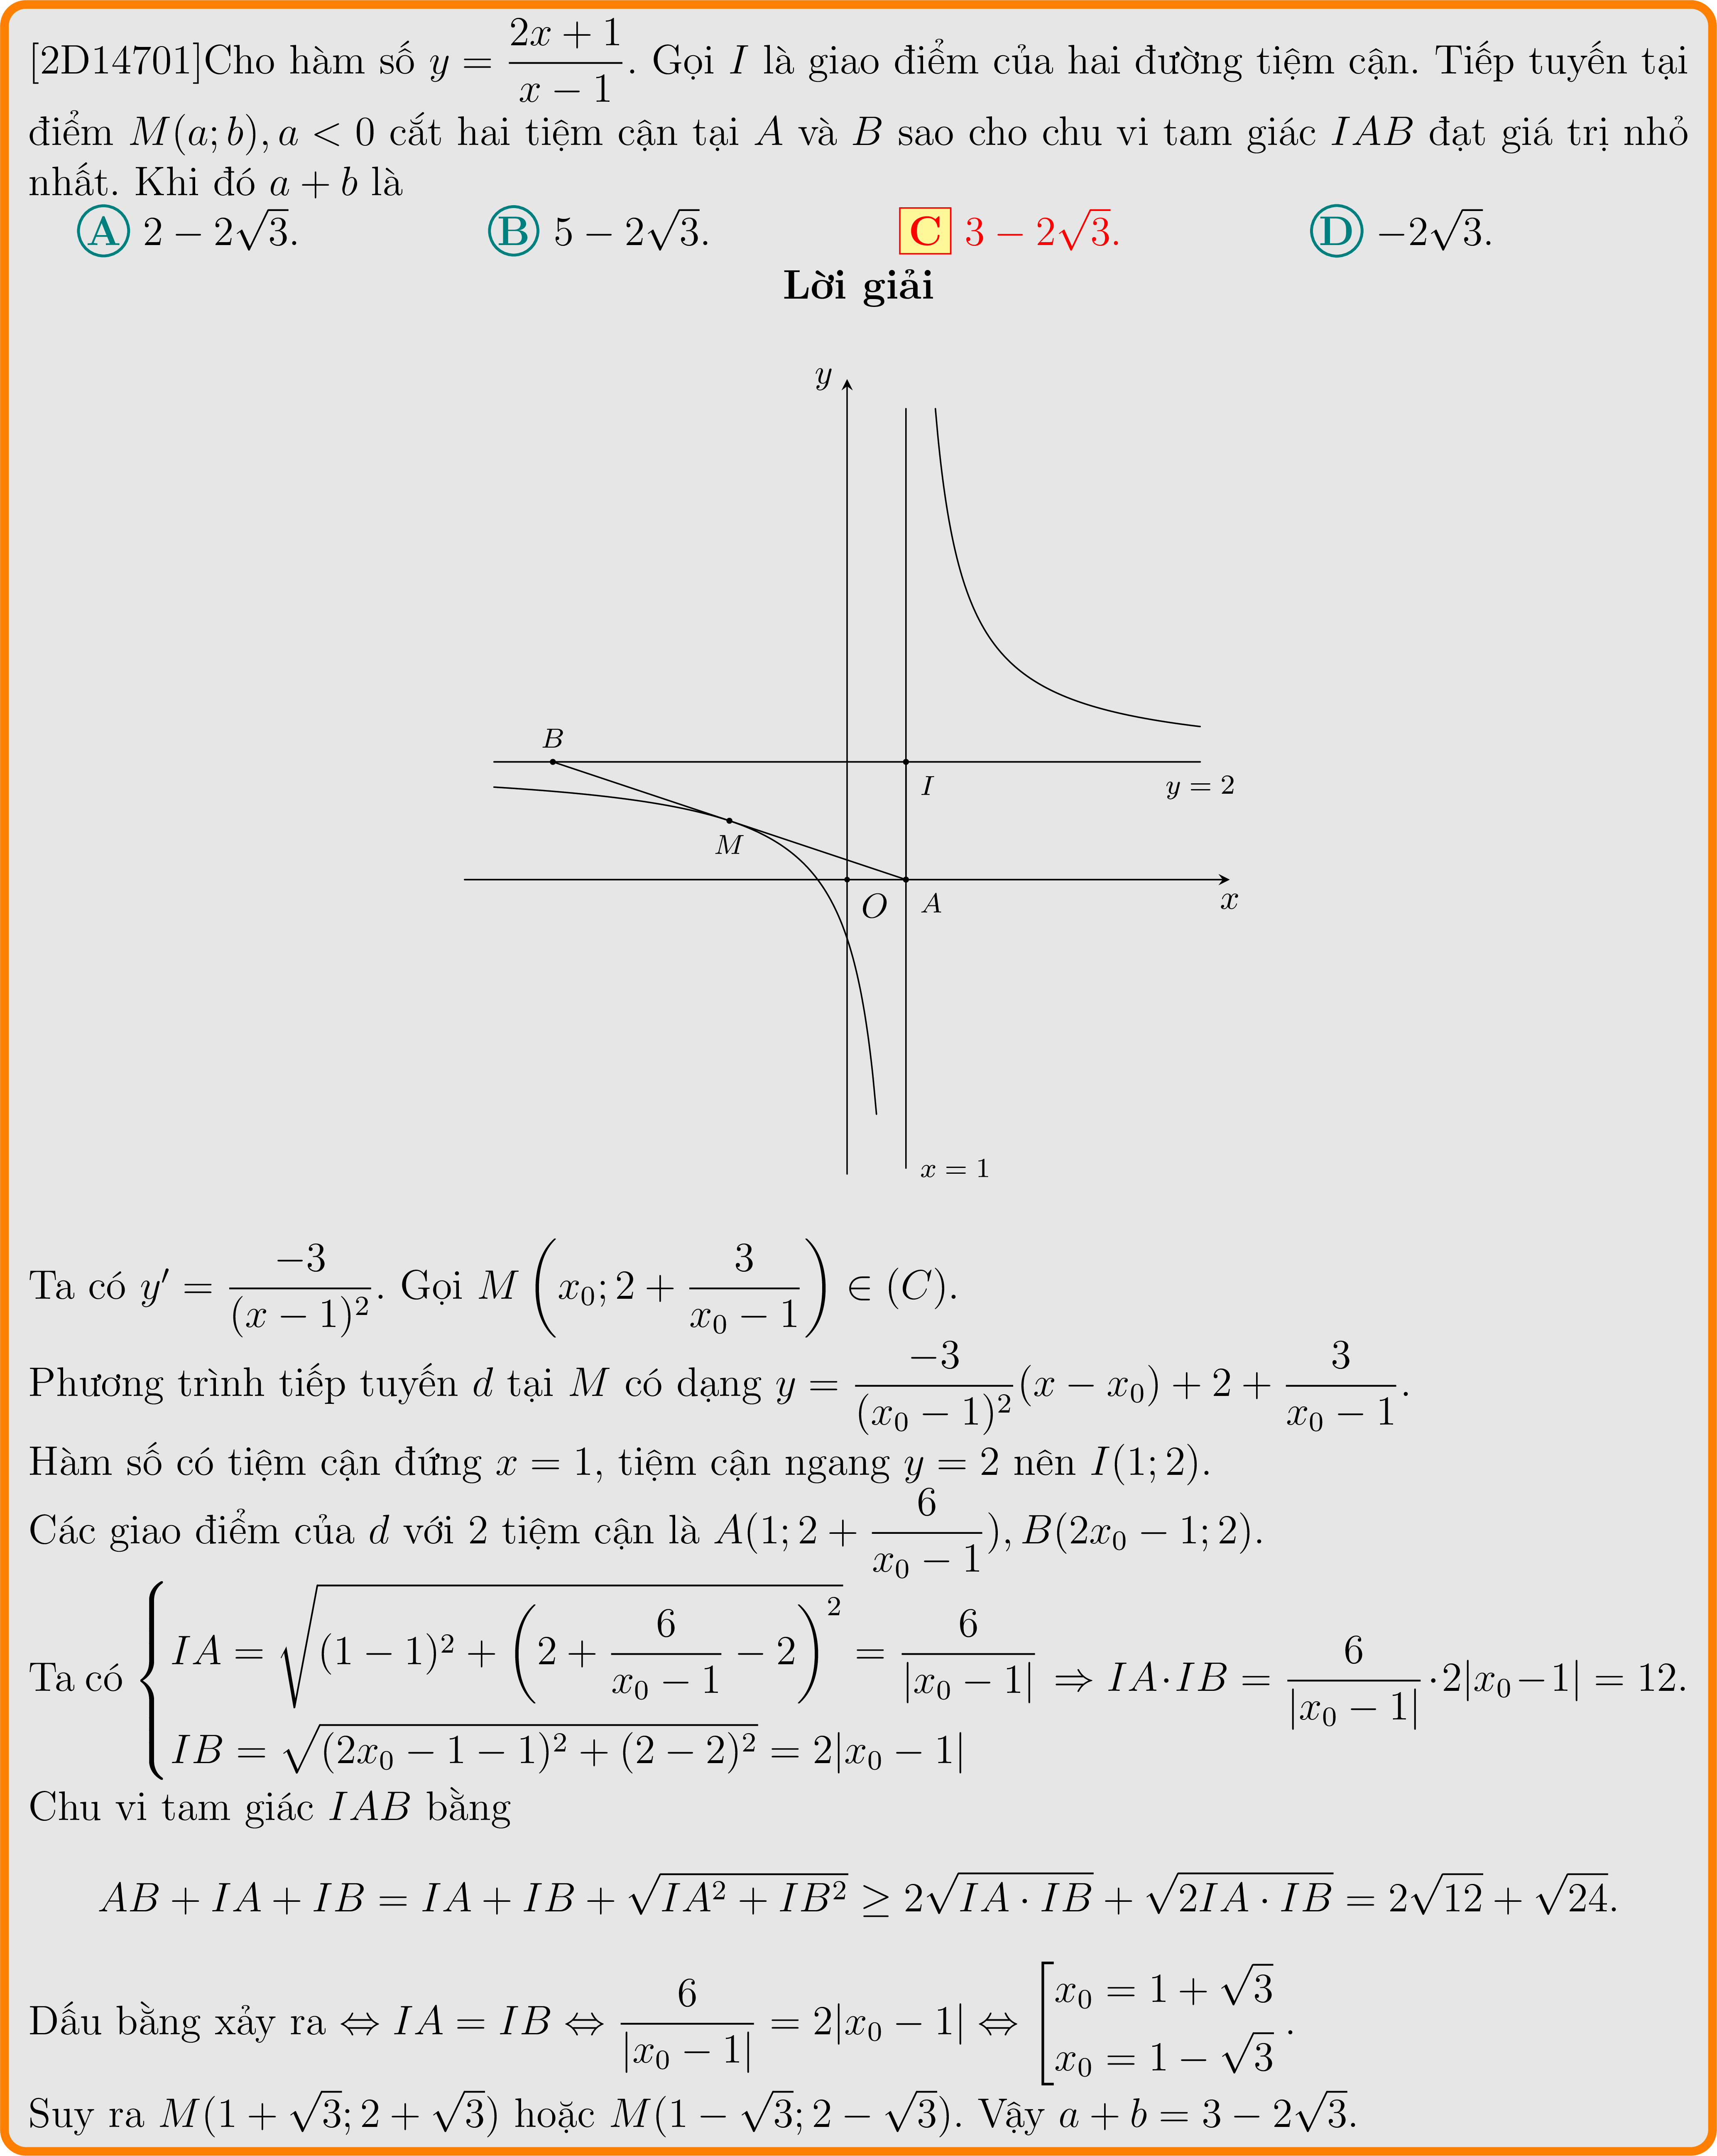 [2D14701]Cho hàm số $y = \dfrac{2x+1}{x-1}$. Gọi $I$ là giao điểm của hai đường tiệm cận. Tiếp tuyến tại
điểm $M(a;b), a < 0$ cắt hai tiệm cận tại $A$ và $B$ sao cho chu vi tam giác $IAB$ đạt giá trị nhỏ
nhất. Khi đó $a + b$ là
A $2 - 2\sqrt{3}$. B $5 - 2\sqrt{3}$. C $3 - 2\sqrt{3}$. D $-2\sqrt{3}$.
Lời giải
$y$
$B$
$I$
$y = 2$
$M$
$O$
$A$
$x$
$x = 1$
Ta có $y' = \dfrac{-3}{(x-1)^2}$. Gọi $M\left(x_0; 2 + \dfrac{3}{x_0-1}\right) \in (C)$.
Phương trình tiếp tuyến $d$ tại $M$ có dạng $y = \dfrac{-3}{(x_0-1)^2}(x - x_0) + 2 + \dfrac{3}{x_0-1}$.
Hàm số có tiệm cận đứng $x = 1$, tiệm cận ngang $y = 2$ nên $I(1;2)$.
Các giao điểm của $d$ với 2 tiệm cận là $A(1; 2 + \dfrac{6}{x_0-1}), B(2x_0 - 1; 2)$.
Ta có $\begin{cases} IA = \sqrt{(1-1)^2 + \left(2 + \dfrac{6}{x_0-1} - 2\right)^2} = \dfrac{6}{|x_0-1|} \\ IB = \sqrt{(2x_0-1-1)^2 + (2-2)^2} = 2|x_0-1| \end{cases} \Rightarrow IA \cdot IB = \dfrac{6}{|x_0-1|} \cdot 2|x_0-1| = 12.$
Chu vi tam giác $IAB$ bằng
$AB + IA + IB = IA + IB + \sqrt{IA^2 + IB^2} \geq 2\sqrt{IA \cdot IB} + \sqrt{2IA \cdot IB} = 2\sqrt{12} + \sqrt{24}.$
Dấu bằng xảy ra $\Leftrightarrow IA = IB \Leftrightarrow \dfrac{6}{|x_0-1|} = 2|x_0-1| \Leftrightarrow \left[\begin{array}{l} x_0 = 1 + \sqrt{3} \\ x_0 = 1 - \sqrt{3} \end{array}\right..$
Suy ra $M(1 + \sqrt{3}; 2 + \sqrt{3})$ hoặc $M(1 - \sqrt{3}; 2 - \sqrt{3})$. Vậy $a + b = 3 - 2\sqrt{3}$.